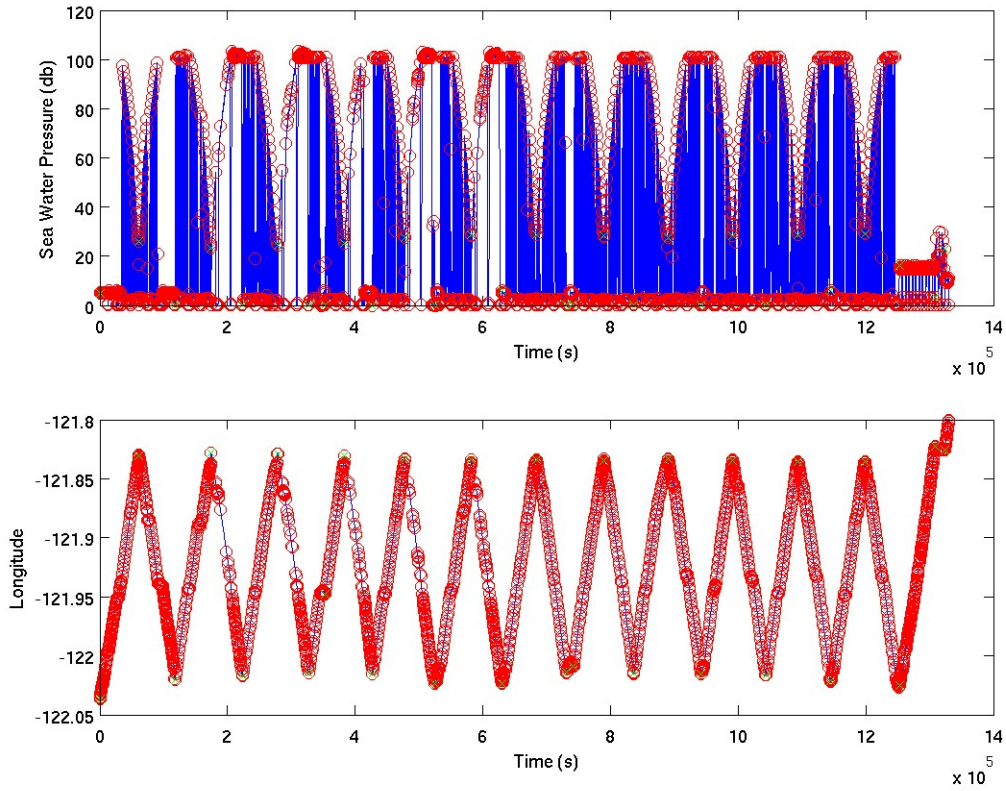 120
100
80
60
40
20
0
Sea Water Pressure (db)
0 2 4 6 8 10 12 14
Time (s)
x 10 5
-121.8
-121.85
-121.9
-121.95
-122
-122.05
Longitude
0 2 4 6 8 10 12 14
Time (s)
x 10 5